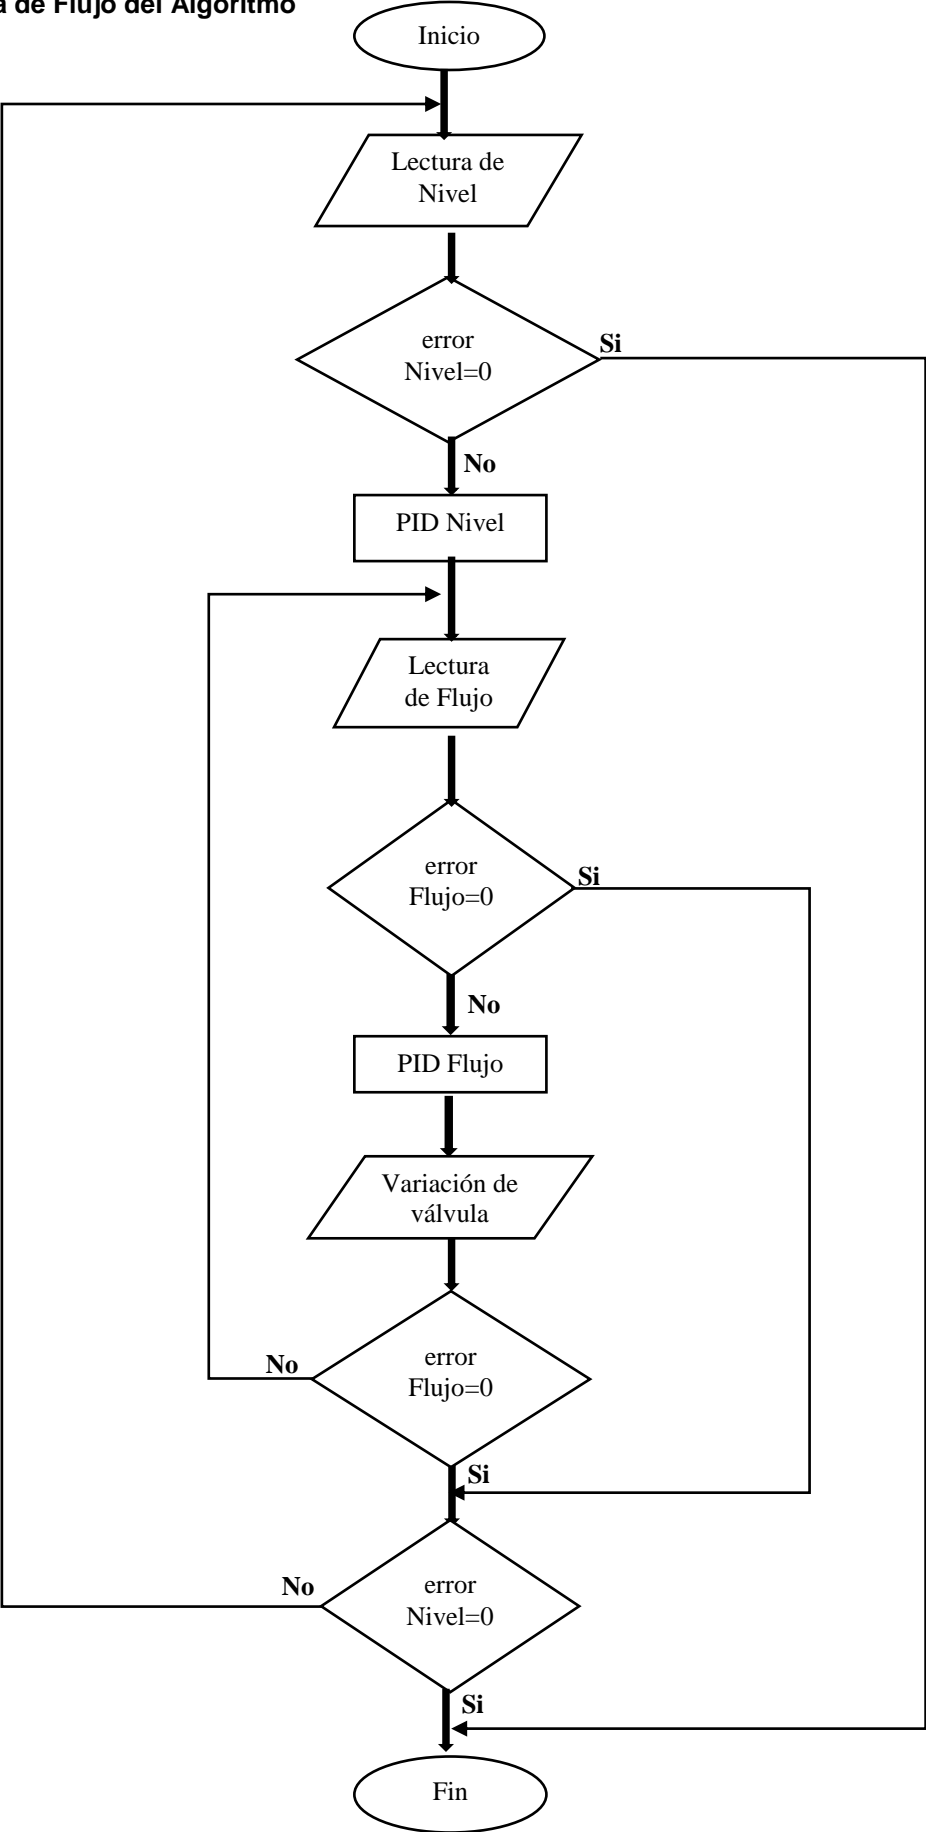 de Flujo del Algoritmo
Inicio
Lectura de
Nivel
error
Nivel=0
Si
No
PID Nivel
Lectura
de Flujo
error
Flujo=0
Si
No
PID Flujo
Variación de
válvula
error
Flujo=0
No
Si
error
Nivel=0
No
Si
Fin